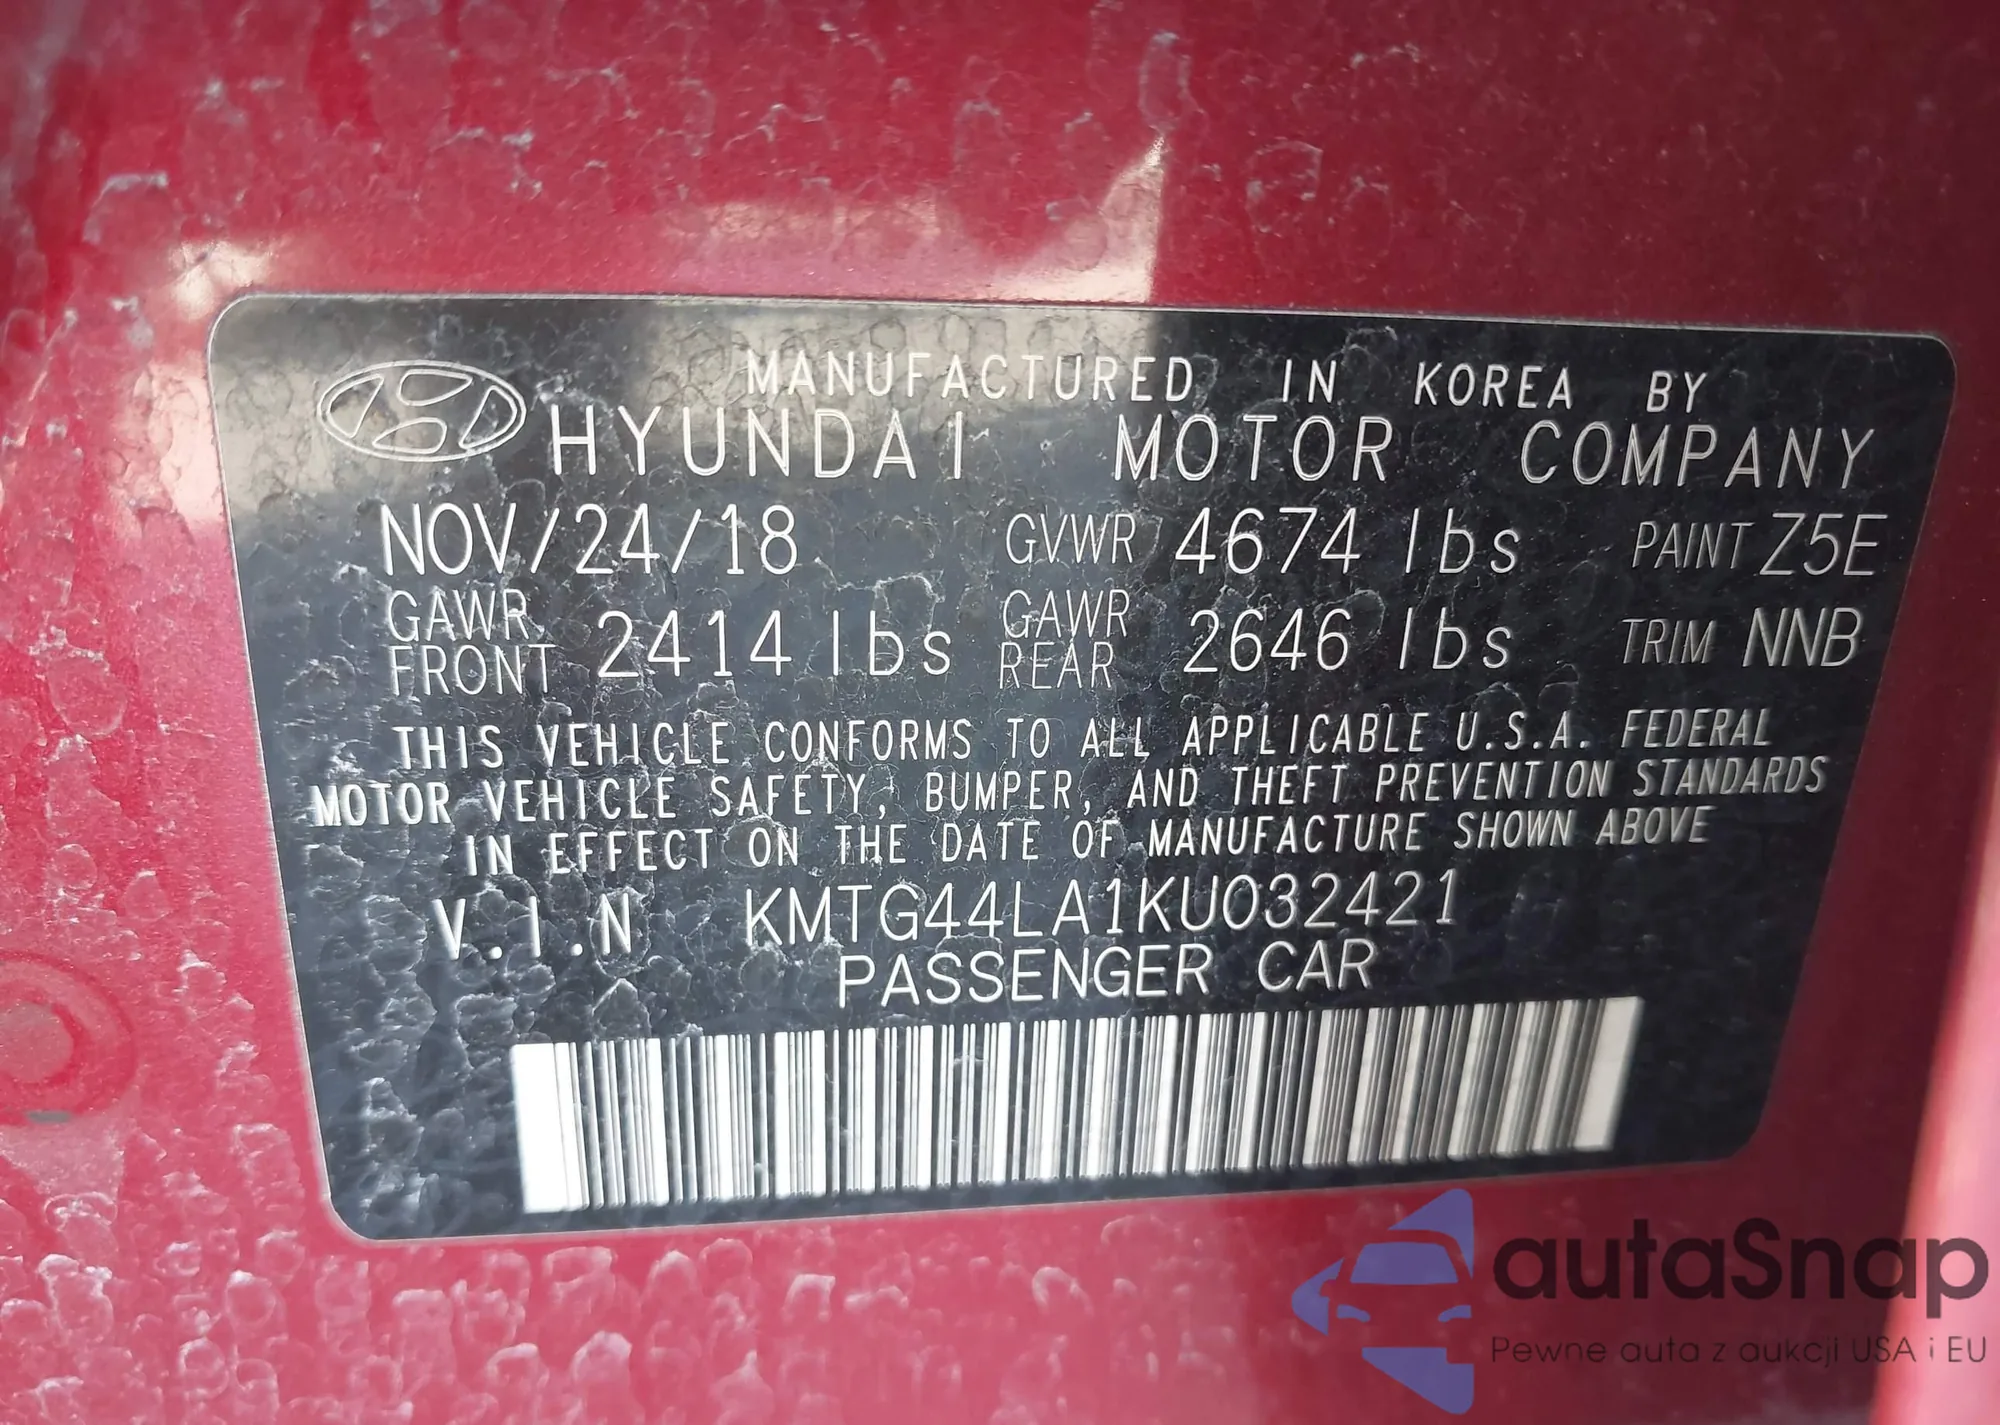 MANUFACTURED IN KOREA BY
HYUNDAI MOTOR COMPANY
NOV/24/18 GVWR 4674 lbs PAINT Z5E
GAWR FRONT 2414 lbs GAWR REAR 2646 lbs TRIM NNB
THIS VEHICLE CONFORMS TO ALL APPLICABLE U.S.A. FEDERAL
MOTOR VEHICLE SAFETY, BUMPER, AND THEFT PREVENTION STANDARDS
IN EFFECT ON THE DATE OF MANUFACTURE SHOWN ABOVE
V.I.N KMTG44LA1KU032421
PASSENGER CAR
autaSnap
Pewne auta z aukcji USA i EU